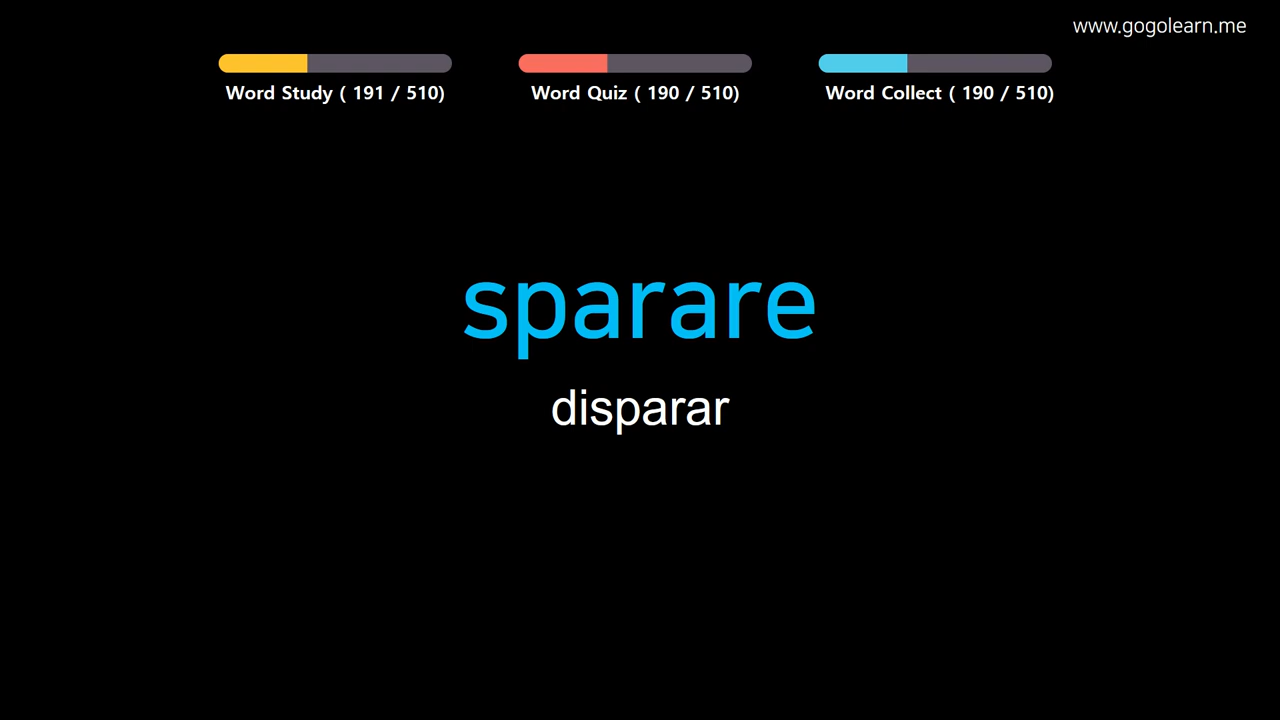 www.gogolearn.me
Word Study ( 191 / 510)
Word Quiz ( 190 / 510)
Word Collect ( 190 / 510)
sparare
disparar